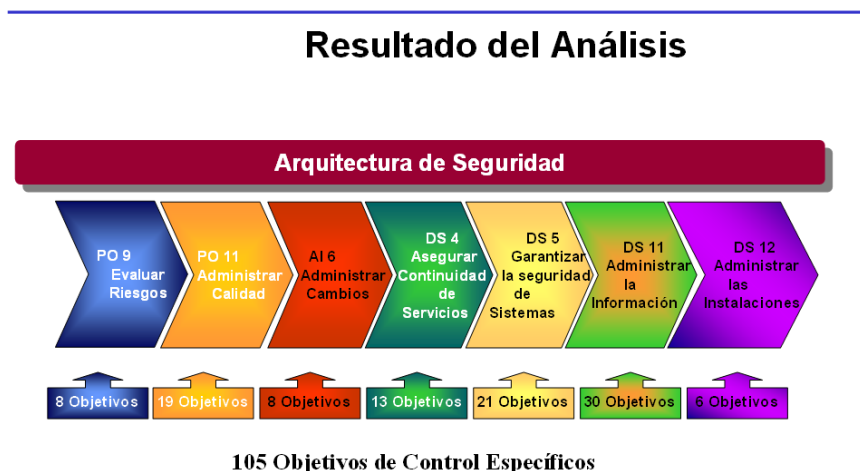 Resultado del Análisis
Arquitectura de Seguridad
PO 9
Evaluar
Riesgos
PO 11
Administrar
Calidad
AI 6
Administrar
Cambios
DS 4
Asegurar
Continuidad
de
Servicios
DS 5
Garantizar
la seguridad
de
Sistemas
DS 11
Administrar
la
Información
DS 12
Administrar
las
Instalaciones
8 Objetivos
19 Objetivos
8 Objetivos
13 Objetivos
21 Objetivos
30 Objetivos
6 Objetivos
105 Objetivos de Control Específicos